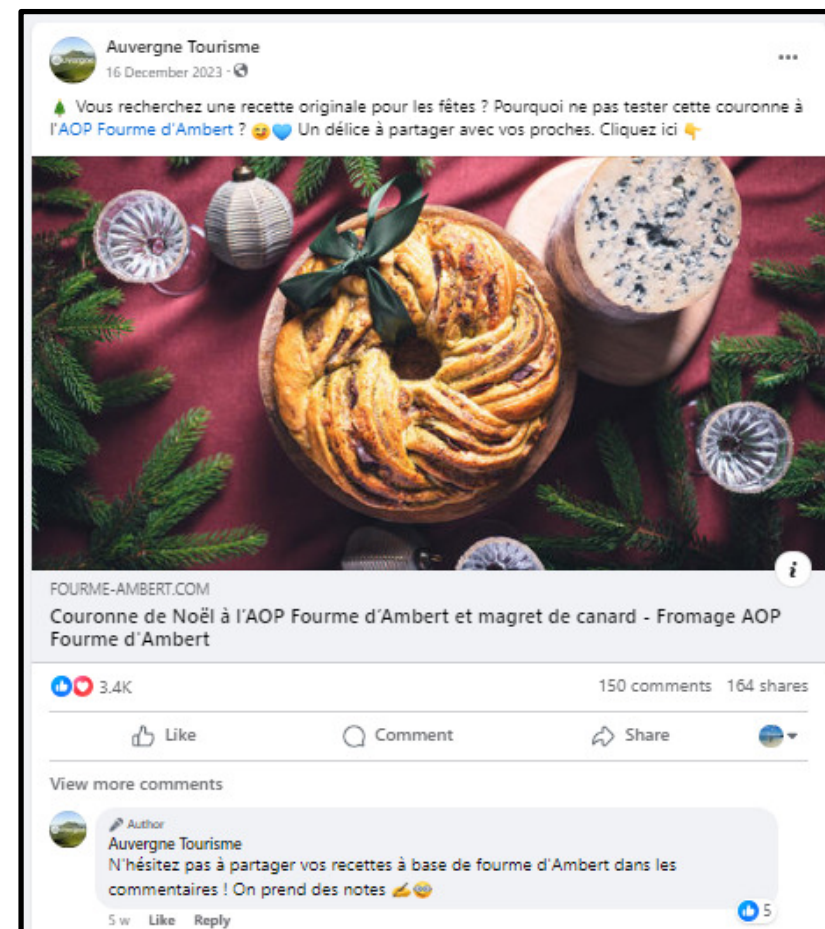 Auvergne Tourisme
16 December 2023 ·
🎄 Vous recherchez une recette originale pour les fêtes ? Pourquoi ne pas tester cette couronne à
l'AOP Fourme d'Ambert ? 😋💙 Un délice à partager avec vos proches. Cliquez ici 👇
FOURME-AMBERT.COM
Couronne de Noël à l'AOP Fourme d'Ambert et magret de canard - Fromage AOP
Fourme d'Ambert
3.4K 150 comments 164 shares
Like Comment Share
View more comments
Author
Auvergne Tourisme
N'hésitez pas à partager vos recettes à base de fourme d'Ambert dans les
commentaires ! On prend des notes ✍️🤓
5
5 w Like Reply